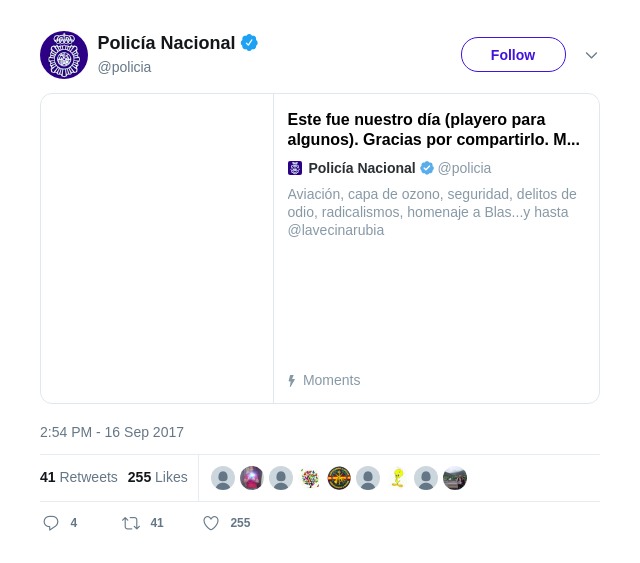 Policía Nacional
@policia
Follow
Este fue nuestro día (playero para
algunos). Gracias por compartirlo. M...
Policía Nacional @policia
Aviación, capa de ozono, seguridad, delitos de
odio, radicalismos, homenaje a Blas...y hasta
@lavecinarubia
Moments
2:54 PM - 16 Sep 2017
41 Retweets 255 Likes
4 41 255